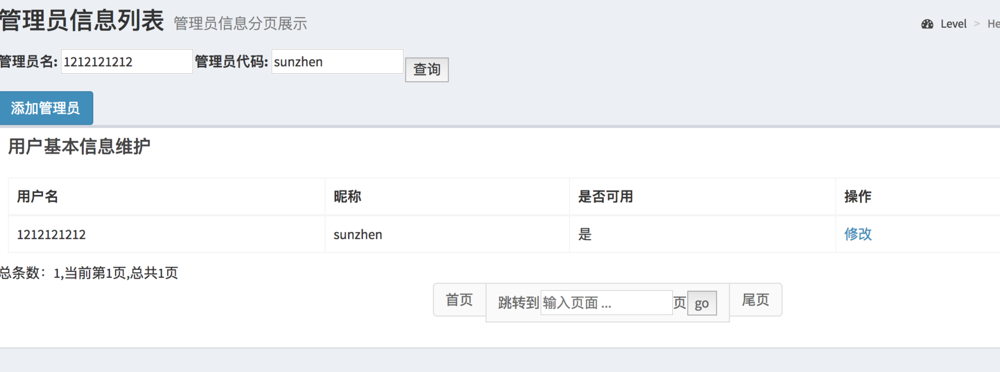 管理员信息列表 管理员信息分页展示
Level > He
管理员名: 1212121212 管理员代码: sunzhen 查询
添加管理员
用户基本信息维护
用户名 昵称 是否可用 操作
1212121212 sunzhen 是 修改
总条数：1,当前第1页,总共1页
首页 跳转到 输入页面 ... 页 go 尾页